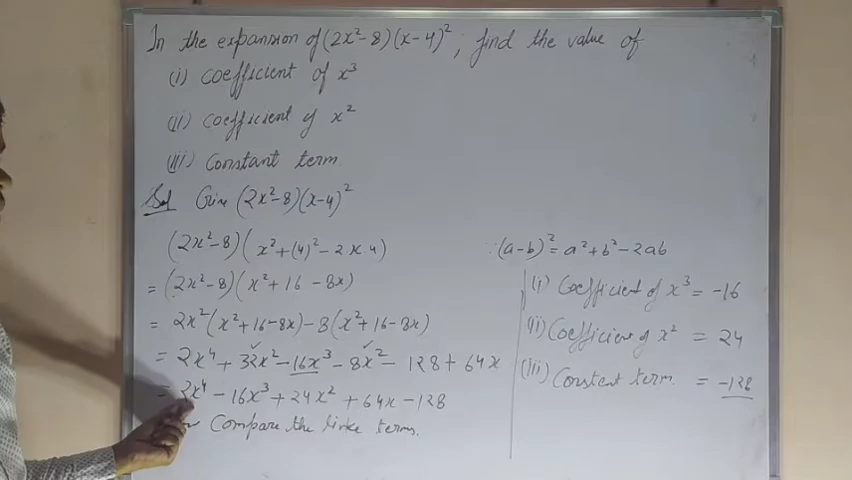 In the expansion of (2x²-8)(x-4)², find the value of
(i) coefficient of x³
(ii) coefficient of x²
(iii) Constant term
Sol Given (2x²-8)(x-4)²
(2x²-8)(x²+(4)²-2·x·4)
= (2x²-8)(x²+16-8x)
= 2x²(x²+16-8x)-8(x²+16-8x)
= 2x⁴+32x²-16x³-8x²-128+64x
= 2x⁴-16x³+24x²+64x-128
Compare the like terms.
∵ (a-b)²=a²+b²-2ab
(i) Coefficient of x³ = -16
(ii) Coefficient of x² = 24
(iii) Constant term = -128